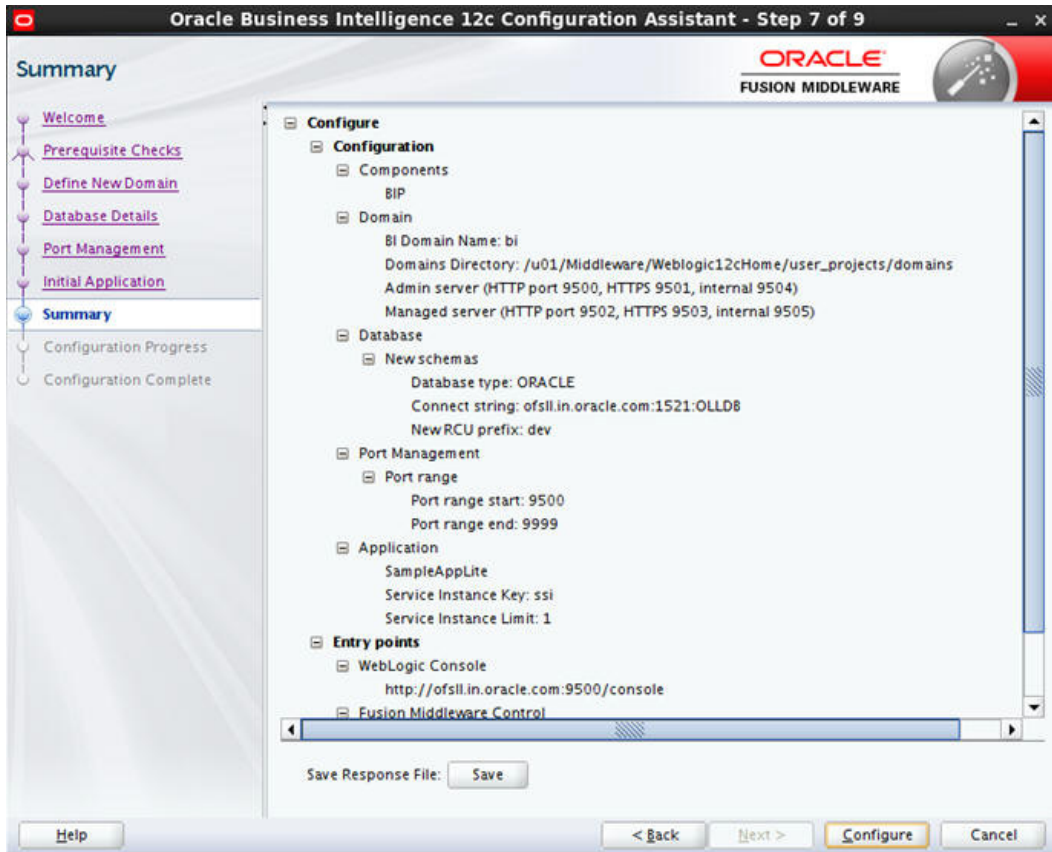 Oracle Business Intelligence 12c Configuration Assistant - Step 7 of 9
Summary
ORACLE
FUSION MIDDLEWARE
Welcome
Prerequisite Checks
Define New Domain
Database Details
Port Management
Initial Application
Summary
Configuration Progress
Configuration Complete
Configure
Configuration
Components
BIP
Domain
BI Domain Name: bi
Domains Directory: /u01/Middleware/Weblogic12cHome/user_projects/domains
Admin server (HTTP port 9500, HTTPS 9501, internal 9504)
Managed server (HTTP port 9502, HTTPS 9503, internal 9505)
Database
New schemas
Database type: ORACLE
Connect string: ofsll.in.oracle.com:1521:OLLDB
New RCU prefix: dev
Port Management
Port range
Port range start: 9500
Port range end: 9999
Application
SampleAppLite
Service Instance Key: ssi
Service Instance Limit: 1
Entry points
WebLogic Console
http://ofsll.in.oracle.com:9500/console
Fusion Middleware Control
Save Response File: Save
Help < Back Next > Configure Cancel